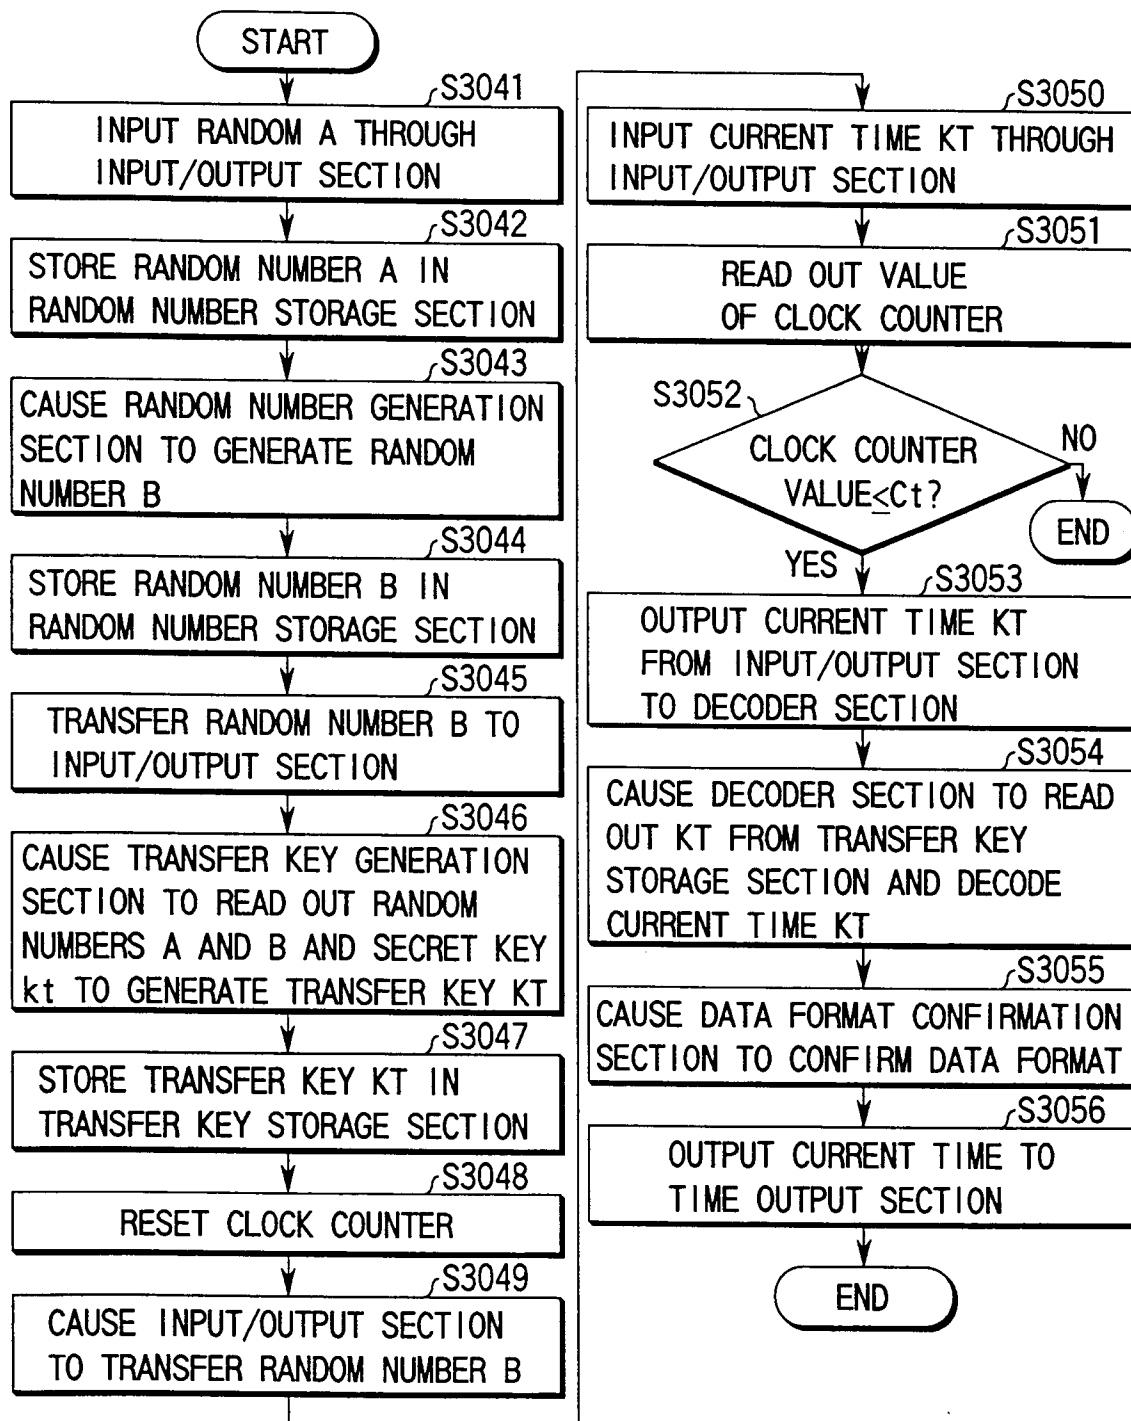 START
S3041
INPUT RANDOM A THROUGH
INPUT/OUTPUT SECTION
S3042
STORE RANDOM NUMBER A IN
RANDOM NUMBER STORAGE SECTION
S3043
CAUSE RANDOM NUMBER GENERATION
SECTION TO GENERATE RANDOM
NUMBER B
S3044
STORE RANDOM NUMBER B IN
RANDOM NUMBER STORAGE SECTION
S3045
TRANSFER RANDOM NUMBER B TO
INPUT/OUTPUT SECTION
S3046
CAUSE TRANSFER KEY GENERATION
SECTION TO READ OUT RANDOM
NUMBERS A AND B AND SECRET KEY
kt TO GENERATE TRANSFER KEY KT
S3047
STORE TRANSFER KEY KT IN
TRANSFER KEY STORAGE SECTION
S3048
RESET CLOCK COUNTER
S3049
CAUSE INPUT/OUTPUT SECTION
TO TRANSFER RANDOM NUMBER B
S3050
INPUT CURRENT TIME KT THROUGH
INPUT/OUTPUT SECTION
S3051
READ OUT VALUE
OF CLOCK COUNTER
S3052
CLOCK COUNTER
VALUE≤Ct?
NO
END
YES
S3053
OUTPUT CURRENT TIME KT
FROM INPUT/OUTPUT SECTION
TO DECODER SECTION
S3054
CAUSE DECODER SECTION TO READ
OUT KT FROM TRANSFER KEY
STORAGE SECTION AND DECODE
CURRENT TIME KT
S3055
CAUSE DATA FORMAT CONFIRMATION
SECTION TO CONFIRM DATA FORMAT
S3056
OUTPUT CURRENT TIME TO
TIME OUTPUT SECTION
END